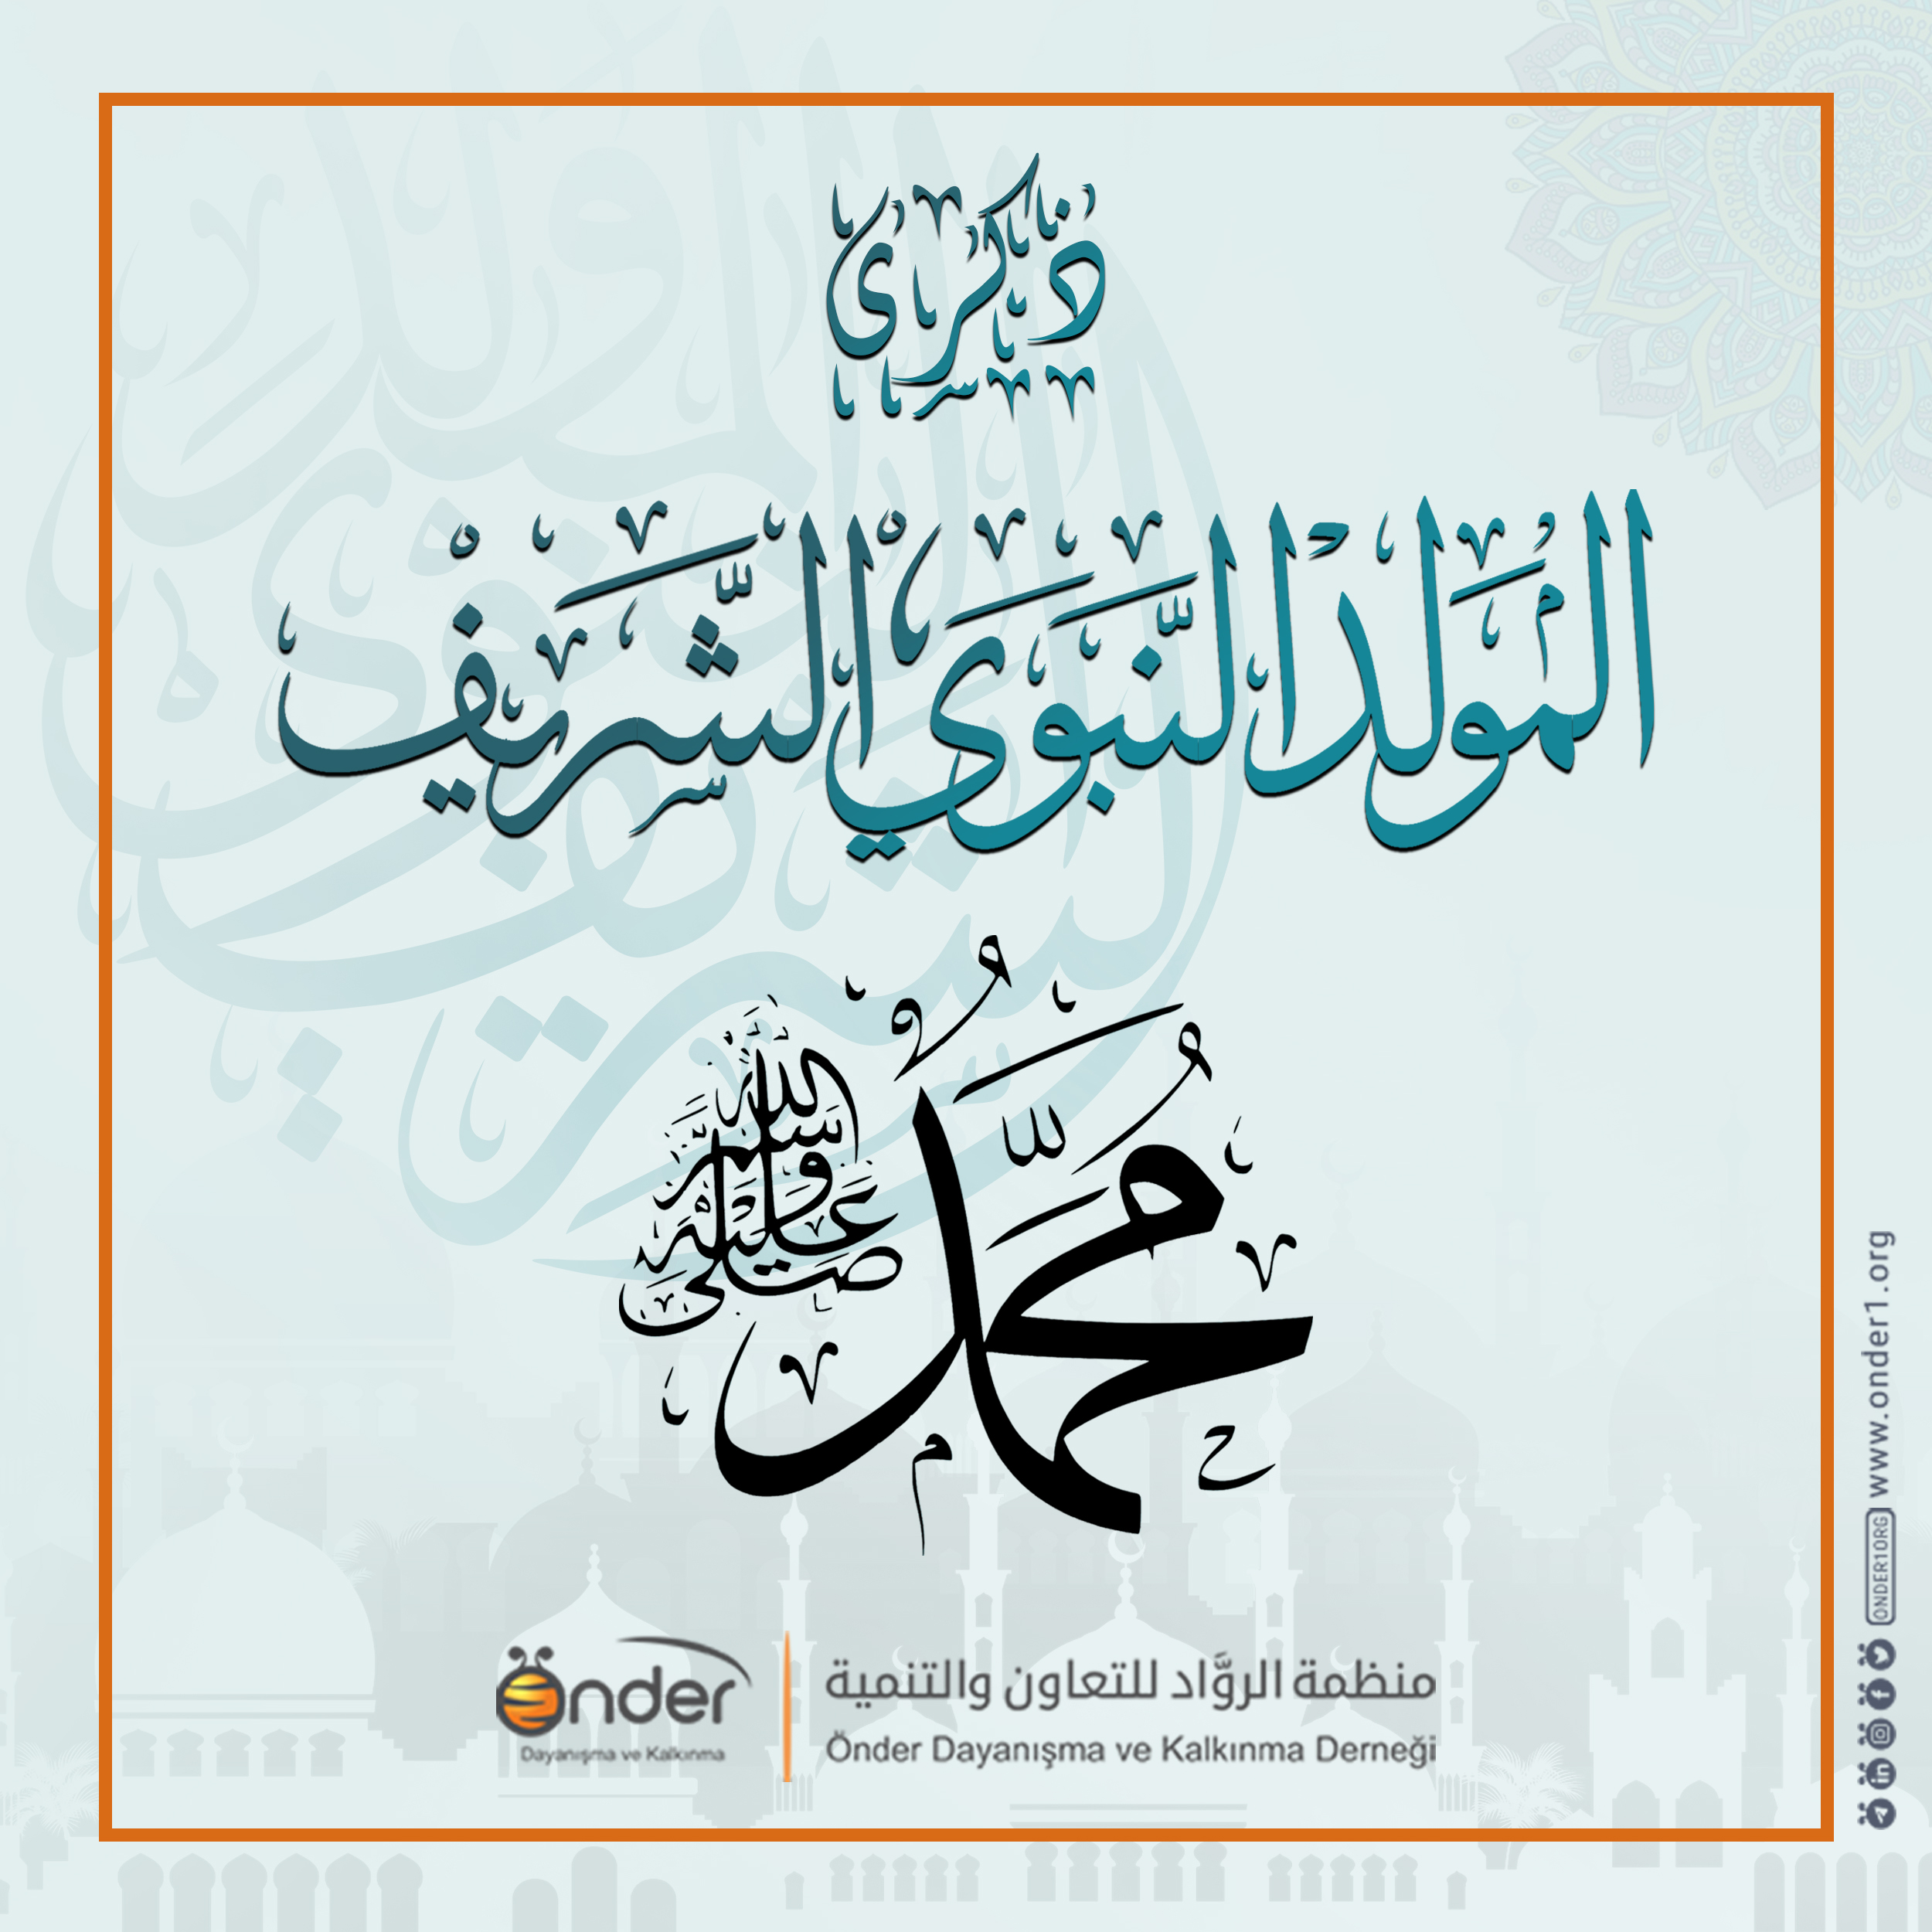 ذكرى
المولد النبوي الشريف
محمد
صلى الله عليه وسلم
önder
Dayanışma ve Kalkınma
منظمة الروَّاد للتعاون والتنمية
Önder Dayanışma ve Kalkınma Derneği
ONDER1ORG www.onder1.org